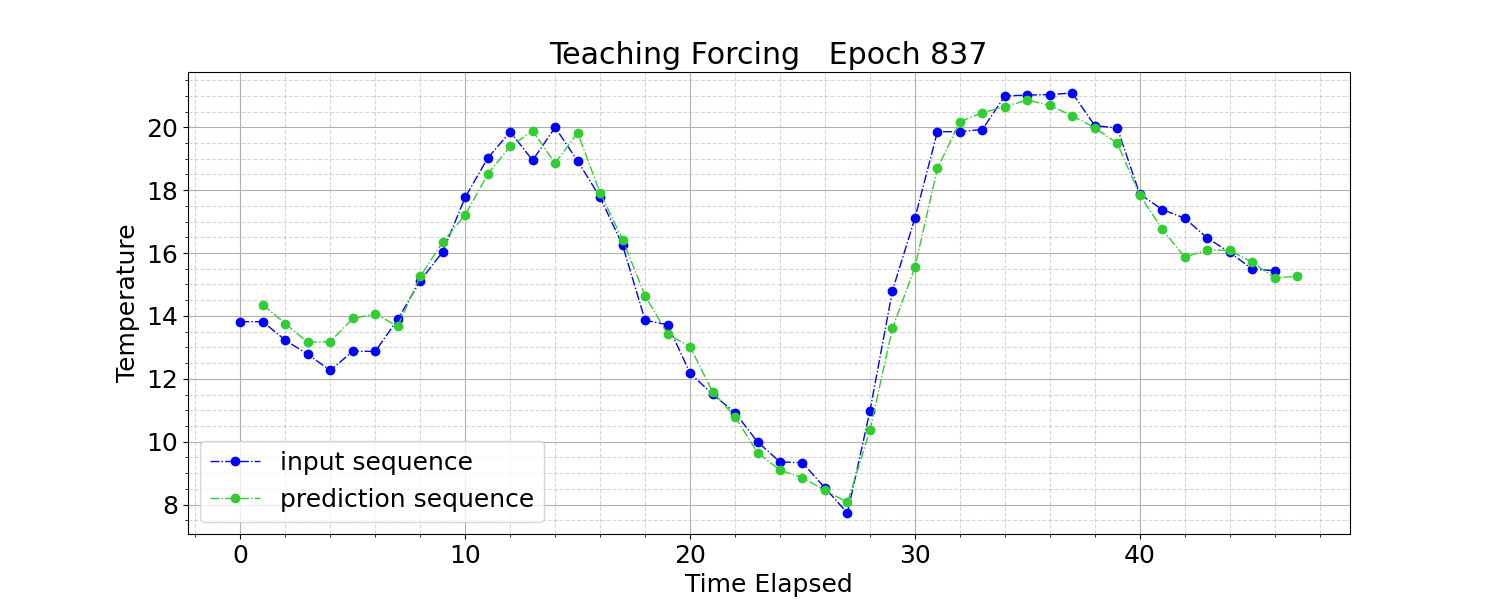 Teaching Forcing   Epoch 837
Temperature
20
18
16
14
12
10
8
input sequence
prediction sequence
0 10 20 30 40
Time Elapsed